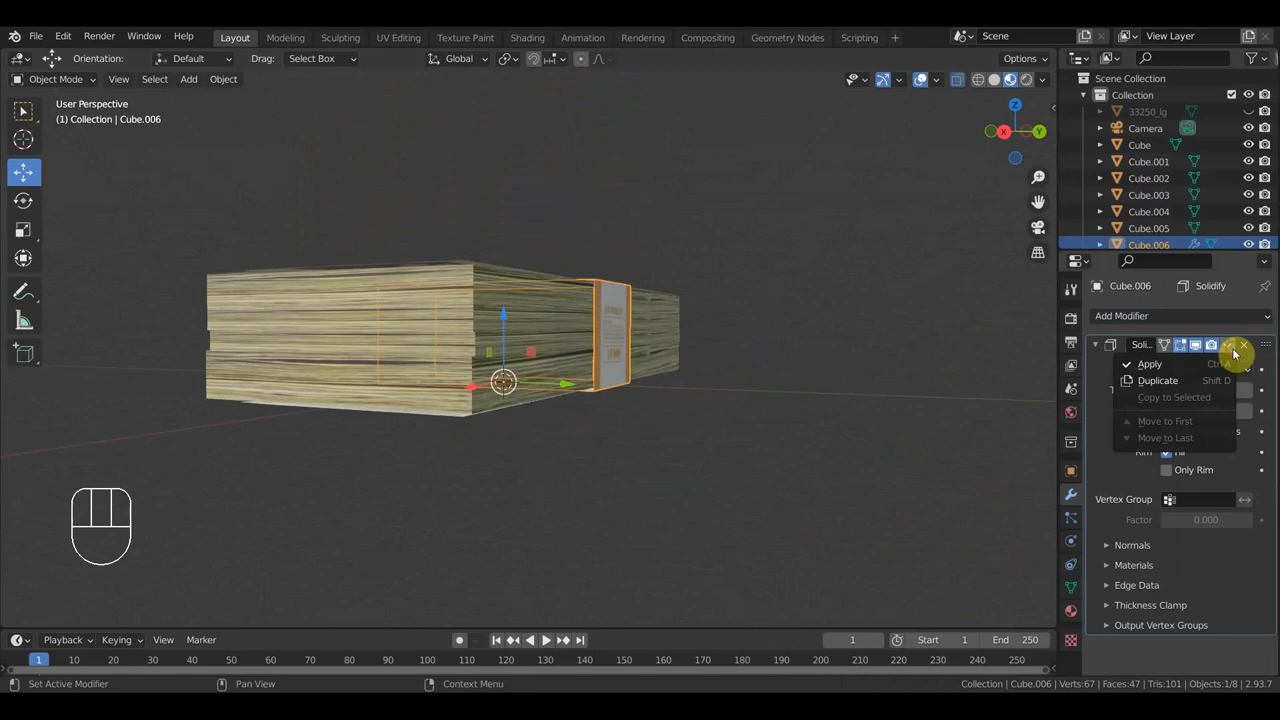 File Edit Render Window Help Layout Modeling Sculpting UV Editing Texture Paint Shading Animation Rendering Compositing Geometry Nodes Scripting + Scene View Layer
Orientation: Default Drag: Select Box Global Options
Object Mode View Select Add Object
Scene Collection
Collection
33250_lg
Camera
Cube
Cube.001
Cube.002
Cube.003
Cube.004
Cube.005
Cube.006
User Perspective
(1) Collection | Cube.006
Z
X
Y
Cube.006 Solidify
Add Modifier
Soli...
Apply Ctrl A
Duplicate Shift D
Copy to Selected
Move to First
Move to Last
Only Rim
Vertex Group
Factor 0.000
Normals
Materials
Edge Data
Thickness Clamp
Output Vertex Groups
Playback Keying View Marker 1 Start 1 End 250
1 10 20 30 40 50 60 70 80 90 100 110 120 130 140 150 160 170 180 190 200 210 220 230 240 250
Set Active Modifier Pan View Context Menu Collection | Cube.006 | Verts:67 | Faces:47 | Tris:101 | Objects:1/8 | 2.93.7